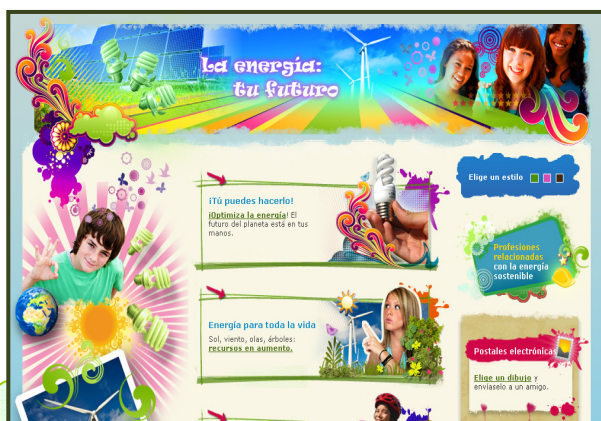 La energía:
tu futuro
¡Tú puedes hacerlo!
¡Optimiza la energía! El
futuro del planeta está en tus
manos.
Energía para toda la vida
Sol, viento, olas, árboles:
recursos en aumento.
Elige un estilo
Profesiones
relacionadas
con la energía
sostenible
Postales electrónicas
Elige un dibujo y
envíaselo a un amigo.